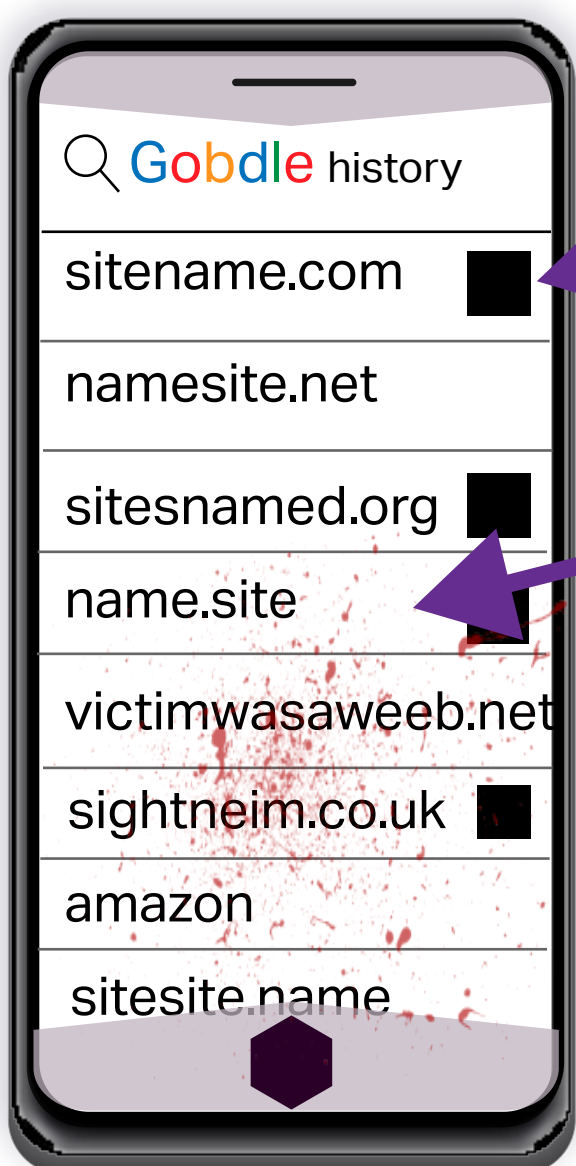 Gobdle history
sitename.com
namesite.net
sitesnamed.org
name.site
victimwasaweeb.net
sightneim.co.uk
amazon
sitesite.name